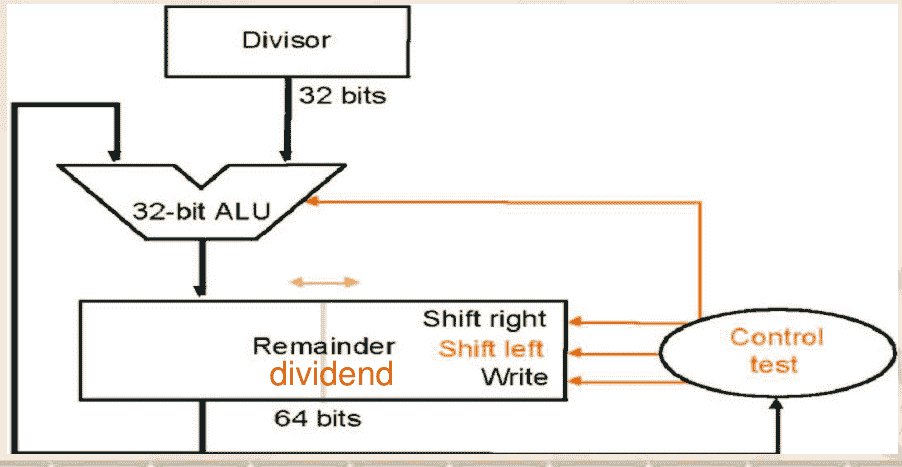 Divisor
32 bits
32-bit ALU
Shift right
Remainder
Shift left
dividend
Write
Control
test
64 bits